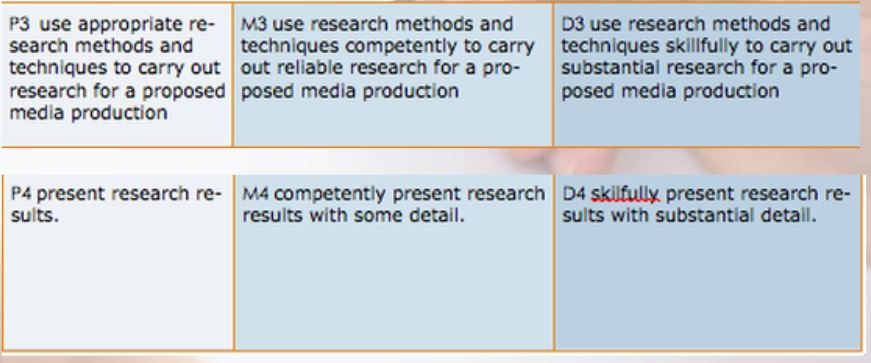 P3  use appropriate re-
search methods and
techniques to carry out
research for a proposed
media production
M3 use research methods and
techniques competently to carry
out reliable research for a pro-
posed media production
D3 use research methods and
techniques skillfully to carry out
substantial research for a pro-
posed media production
P4 present research re-
sults.
M4 competently present research
results with some detail.
D4 skilfully present research re-
sults with substantial detail.